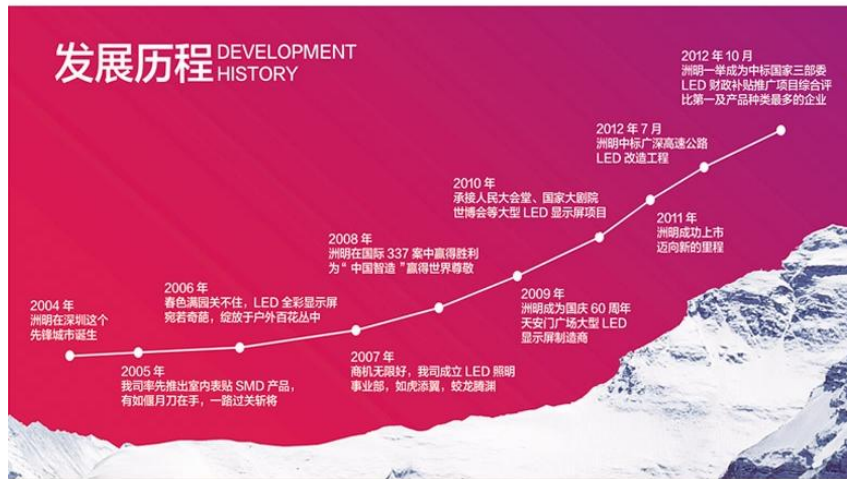 发展历程 DEVELOPMENT
HISTORY
2004 年
洲明在深圳这个
先锋城市诞生
2005 年
我司率先推出室内表贴 SMD 产品，
有如偃月刀在手，一路过关斩将
2006 年
春色满园关不住，LED 全彩显示屏
宛若奇葩，绽放于户外百花丛中
2007 年
商机无限好，我司成立 LED 照明
事业部，如虎添翼，蛟龙腾渊
2008 年
洲明在国际 337 案中赢得胜利
为“中国智造”赢得世界尊敬
2009 年
洲明成为国庆 60 周年
天安门广场大型 LED
显示屏制造商
2010 年
承接人民大会堂、国家大剧院
世博会等大型 LED 显示屏项目
2011 年
洲明成功上市
迈向新的里程
2012 年 7 月
洲明中标广深高速公路
LED 改造工程
2012 年 10 月
洲明一举成为中标国家三部委
LED 财政补贴推广项目综合评
比第一及产品种类最多的企业